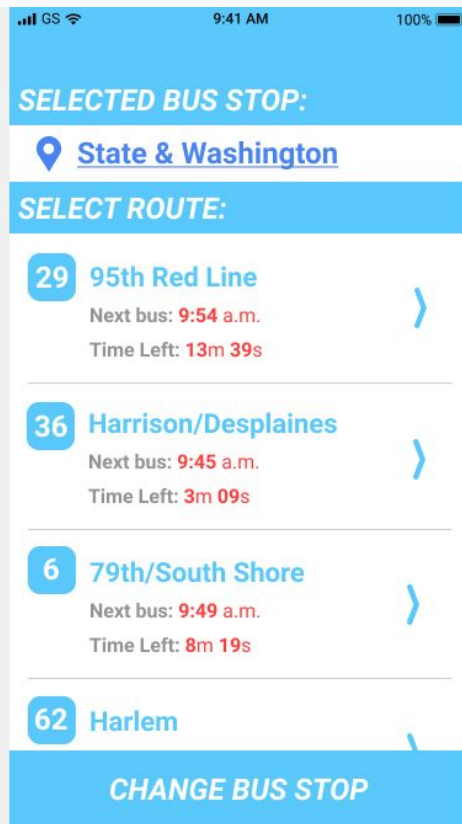 GS 9:41 AM 100%
SELECTED BUS STOP:
State & Washington
SELECT ROUTE:
29 95th Red Line
Next bus: 9:54 a.m.
Time Left: 13m 39s
36 Harrison/Desplaines
Next bus: 9:45 a.m.
Time Left: 3m 09s
6 79th/South Shore
Next bus: 9:49 a.m.
Time Left: 8m 19s
62 Harlem
CHANGE BUS STOP